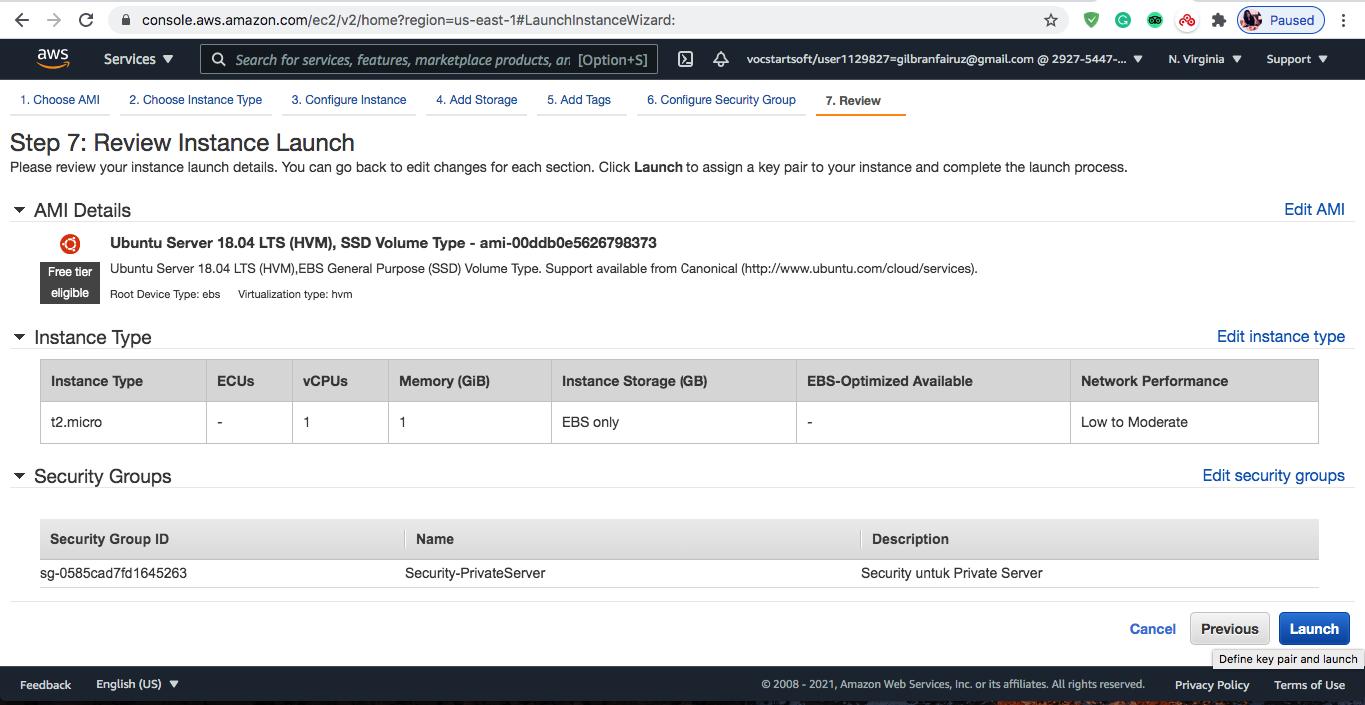 console.aws.amazon.com/ec2/v2/home?region=us-east-1#LaunchInstanceWizard:
Paused
aws
Services
Search for services, features, marketplace products, an [Option+S]
vocstartsoft/user1129827=gilbranfairuz@gmail.com @ 2927-5447-...
N. Virginia
Support
1. Choose AMI
2. Choose Instance Type
3. Configure Instance
4. Add Storage
5. Add Tags
6. Configure Security Group
7. Review
Step 7: Review Instance Launch
Please review your instance launch details. You can go back to edit changes for each section. Click Launch to assign a key pair to your instance and complete the launch process.
AMI Details
Edit AMI
Ubuntu Server 18.04 LTS (HVM), SSD Volume Type - ami-00ddb0e5626798373
Free tier
eligible
Ubuntu Server 18.04 LTS (HVM),EBS General Purpose (SSD) Volume Type. Support available from Canonical (http://www.ubuntu.com/cloud/services).
Root Device Type: ebs Virtualization type: hvm
Instance Type
Edit instance type
Instance Type ECUs vCPUs Memory (GiB) Instance Storage (GB) EBS-Optimized Available Network Performance
t2.micro - 1 1 EBS only - Low to Moderate
Security Groups
Edit security groups
Security Group ID Name Description
sg-0585cad7fd1645263 Security-PrivateServer Security untuk Private Server
Cancel
Previous
Launch
Define key pair and launch
Feedback
English (US)
© 2008 - 2021, Amazon Web Services, Inc. or its affiliates. All rights reserved.
Privacy Policy
Terms of Use